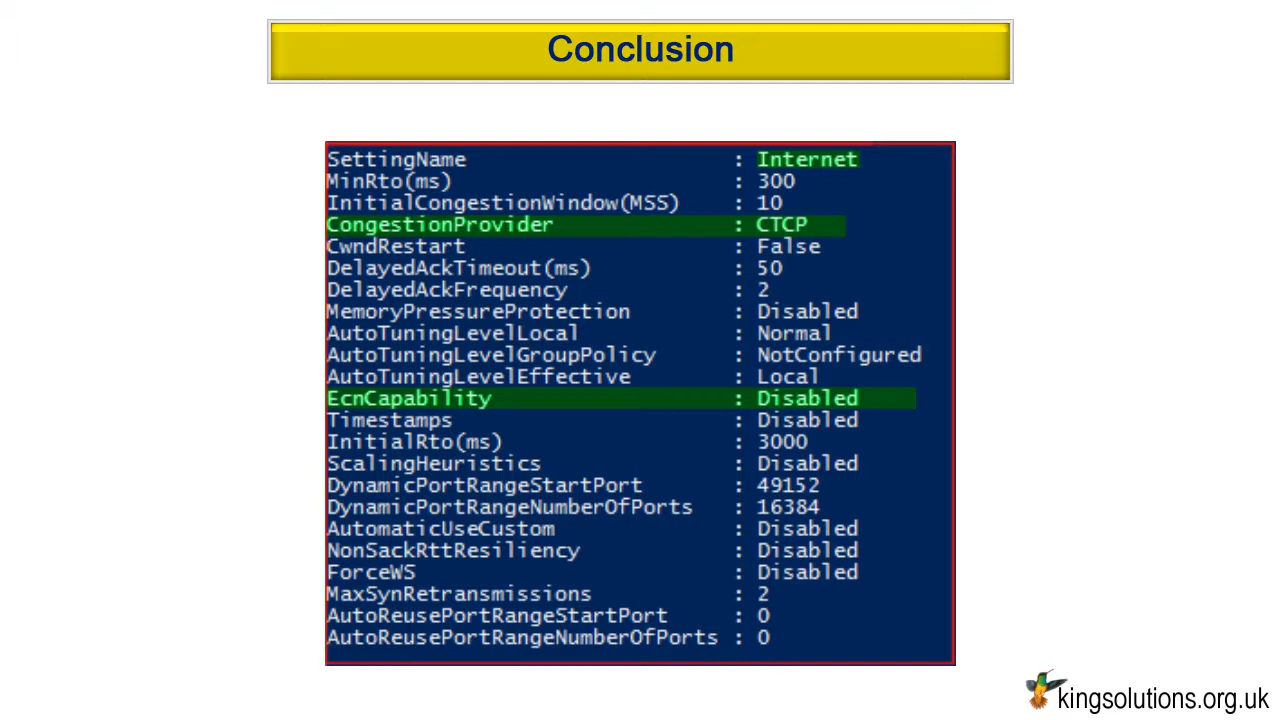 Conclusion
SettingName : Internet
MinRto(ms) : 300
InitialCongestionWindow(MSS) : 10
CongestionProvider : CTCP
CwndRestart : False
DelayedAckTimeout(ms) : 50
DelayedAckFrequency : 2
MemoryPressureProtection : Disabled
AutoTuningLevelLocal : Normal
AutoTuningLevelGroupPolicy : NotConfigured
AutoTuningLevelEffective : Local
EcnCapability : Disabled
Timestamps : Disabled
InitialRto(ms) : 3000
ScalingHeuristics : Disabled
DynamicPortRangeStartPort : 49152
DynamicPortRangeNumberOfPorts : 16384
AutomaticUseCustom : Disabled
NonSackRttResiliency : Disabled
ForceWS : Disabled
MaxSynRetransmissions : 2
AutoReusePortRangeStartPort : 0
AutoReusePortRangeNumberOfPorts : 0
kingsolutions.org.uk